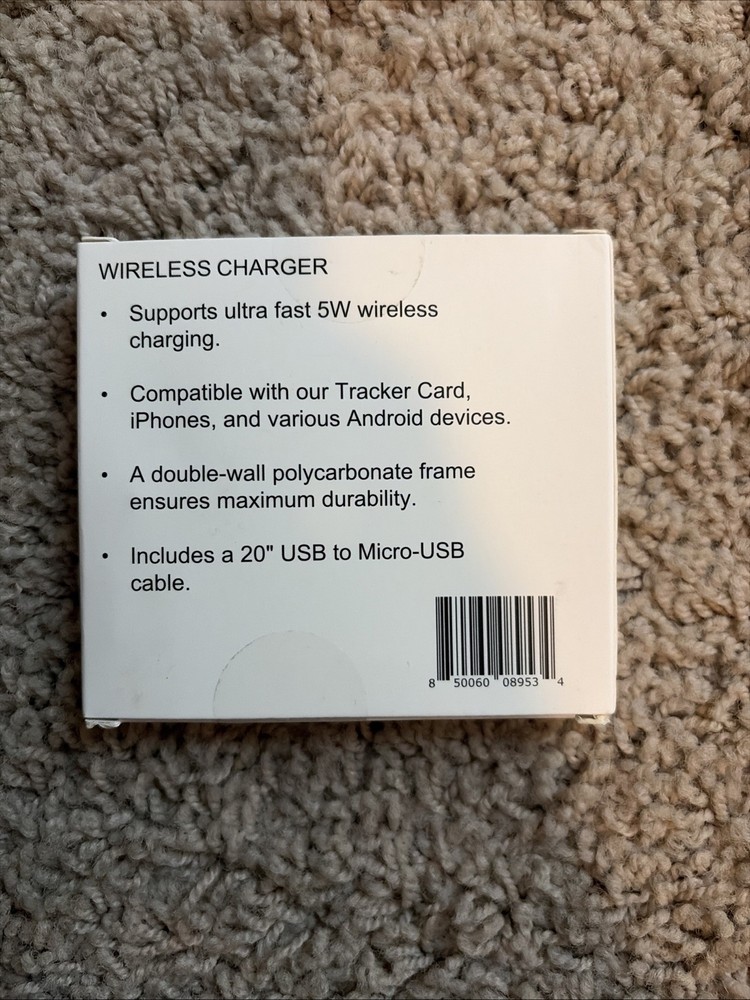 WIRELESS CHARGER
• Supports ultra fast 5W wireless
charging.
• Compatible with our Tracker Card,
iPhones, and various Android devices.
• A double-wall polycarbonate frame
ensures maximum durability.
• Includes a 20" USB to Micro-USB
cable.
8 50060 08953 4